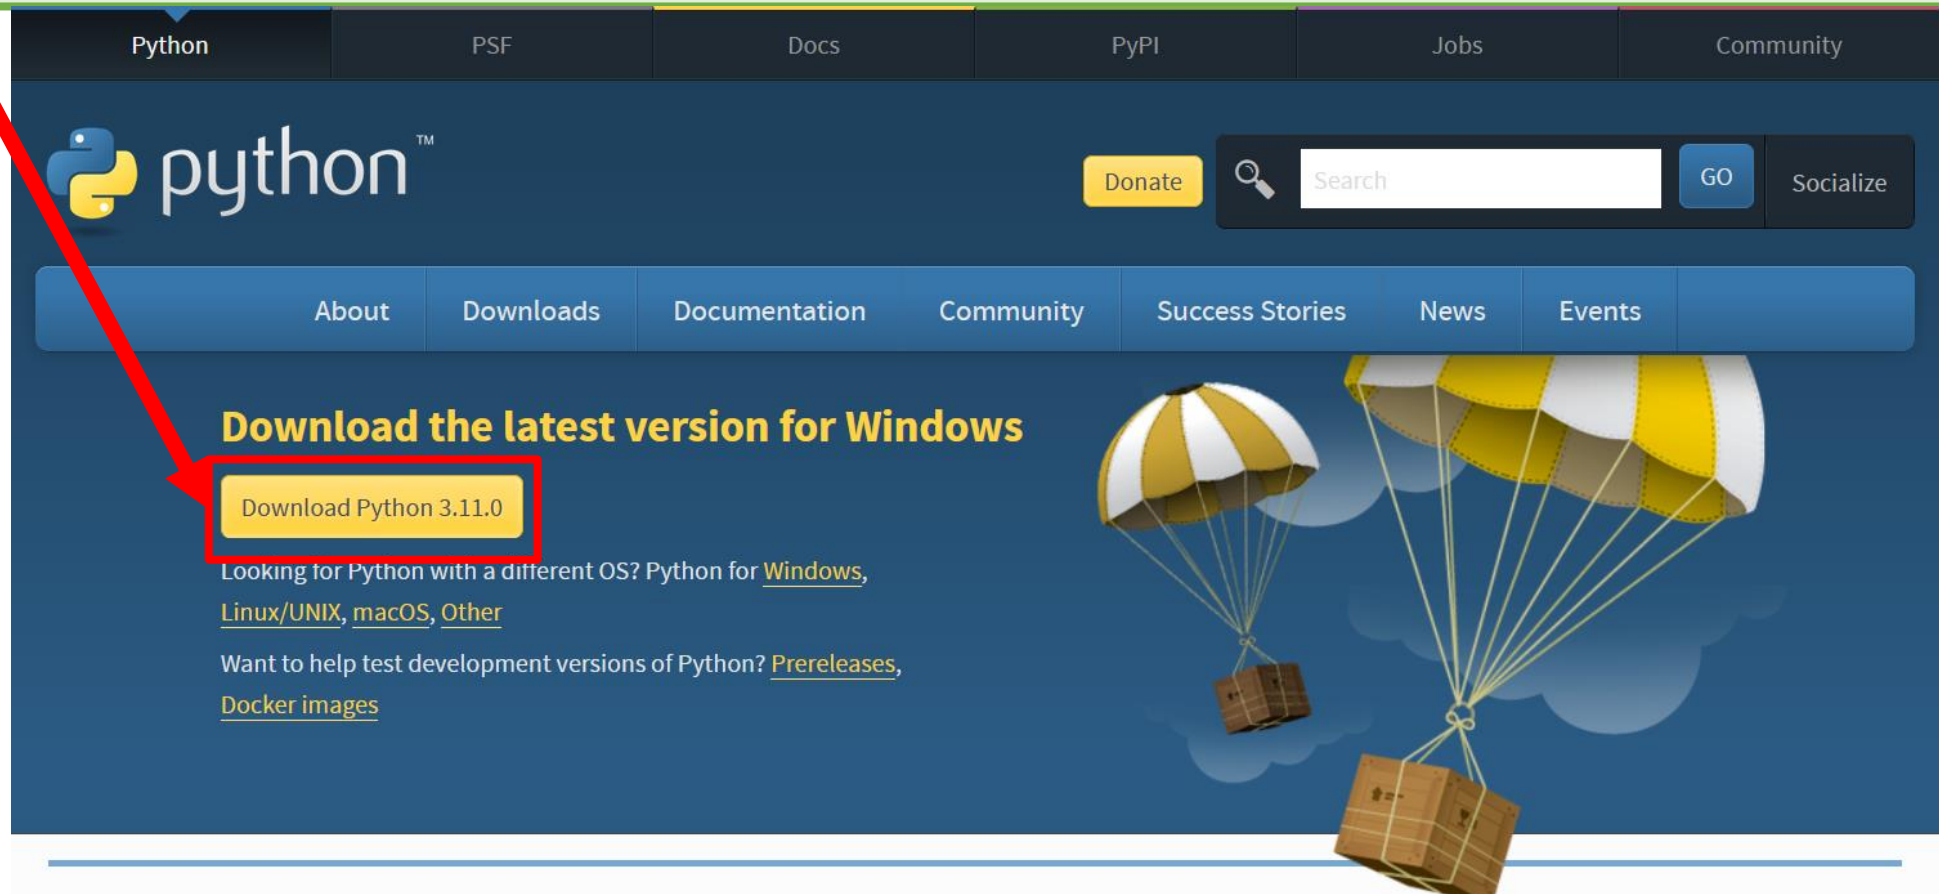 Python PSF Docs PyPI Jobs Community
python™
Donate Search GO Socialize
About Downloads Documentation Community Success Stories News Events
Download the latest version for Windows
Download Python 3.11.0
Looking for Python with a different OS? Python for Windows,
Linux/UNIX, macOS, Other
Want to help test development versions of Python? Prereleases,
Docker images